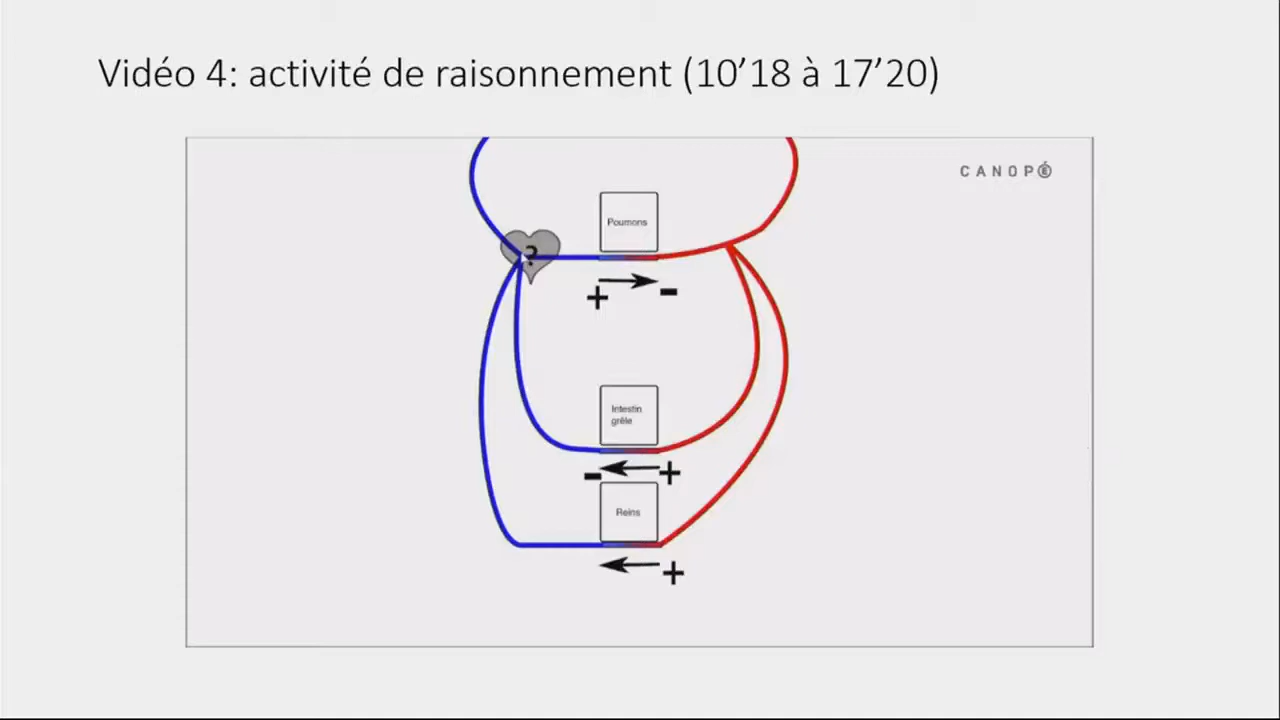 Vidéo 4: activité de raisonnement (10’18 à 17’20)
CANOPÉ
Poumons
?
+ -
Intestin
grêle
- +
Reins
+